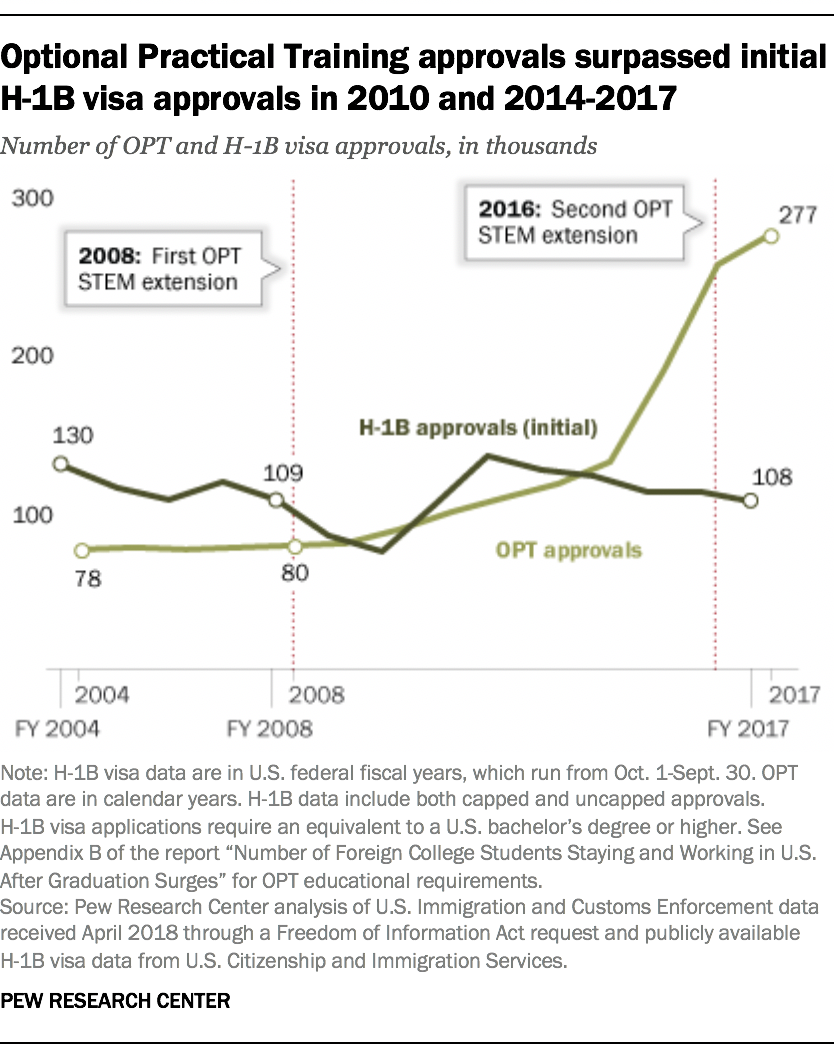 Optional Practical Training approvals surpassed initial
H-1B visa approvals in 2010 and 2014-2017
Number of OPT and H-1B visa approvals, in thousands
300
2016: Second OPT
STEM extension
277
2008: First OPT
STEM extension
200
H-1B approvals (initial)
130
109
108
100
OPT approvals
78
80
2004
2008
2017
FY 2004
FY 2008
FY 2017
Note: H-1B visa data are in U.S. federal fiscal years, which run from Oct. 1-Sept. 30. OPT
data are in calendar years. H-1B data include both capped and uncapped approvals.
H-1B visa applications require an equivalent to a U.S. bachelor's degree or higher. See
Appendix B of the report “Number of Foreign College Students Staying and Working in U.S.
After Graduation Surges” for OPT educational requirements.
Source: Pew Research Center analysis of U.S. Immigration and Customs Enforcement data
received April 2018 through a Freedom of Information Act request and publicly available
H-1B visa data from U.S. Citizenship and Immigration Services.
PEW RESEARCH CENTER